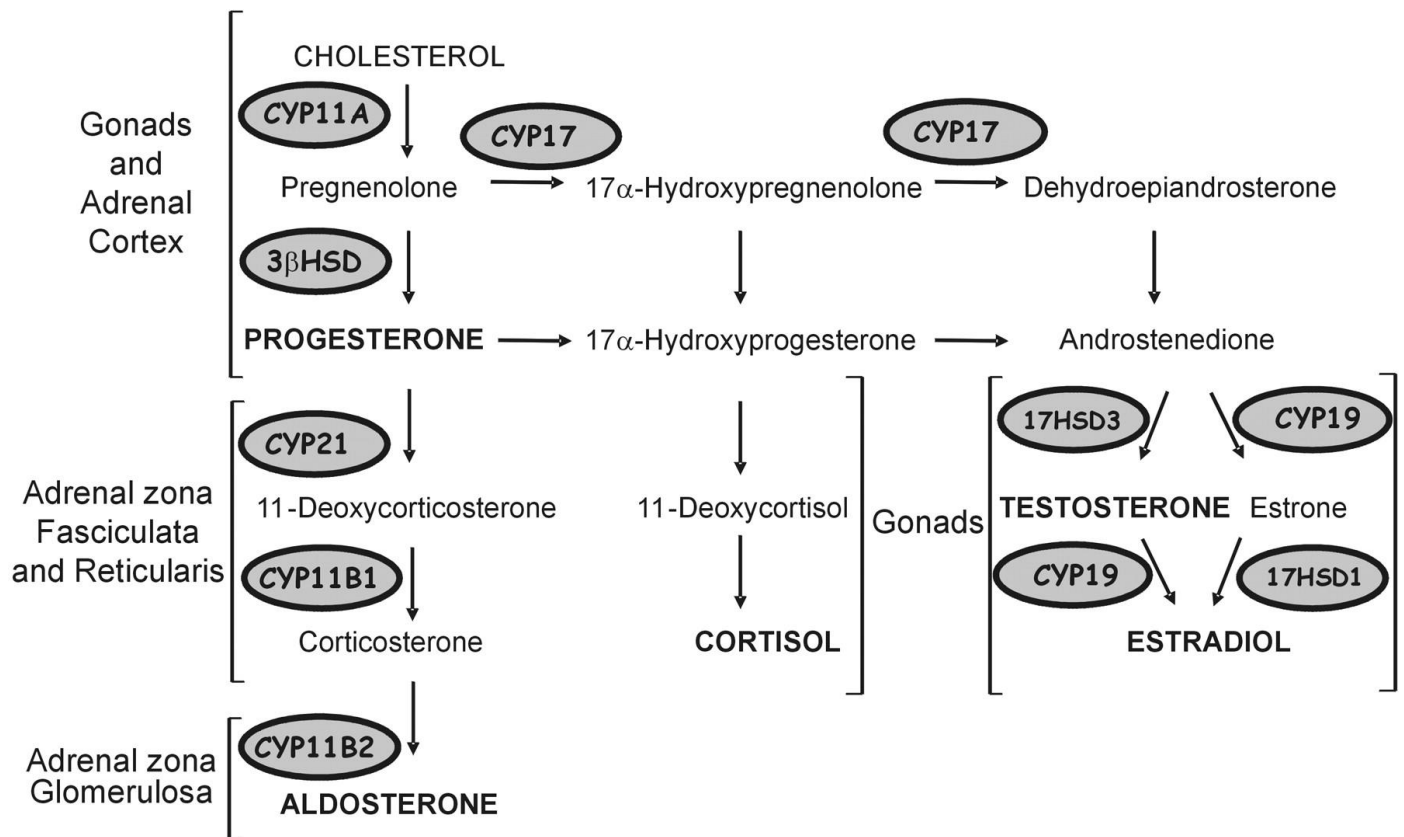 CHOLESTEROL
CYP11A
Gonads
and
Adrenal
Cortex
CYP17
CYP17
Pregnenolone
17α-Hydroxypregnenolone
Dehydroepiandrosterone
3βHSD
PROGESTERONE
17α-Hydroxyprogesterone
Androstenedione
CYP21
17HSD3
CYP19
Adrenal zona
Fasciculata
and Reticularis
11-Deoxycorticosterone
11-Deoxycortisol
Gonads
TESTOSTERONE
Estrone
CYP11B1
CYP19
17HSD1
Corticosterone
CORTISOL
ESTRADIOL
CYP11B2
Adrenal zona
Glomerulosa
ALDOSTERONE